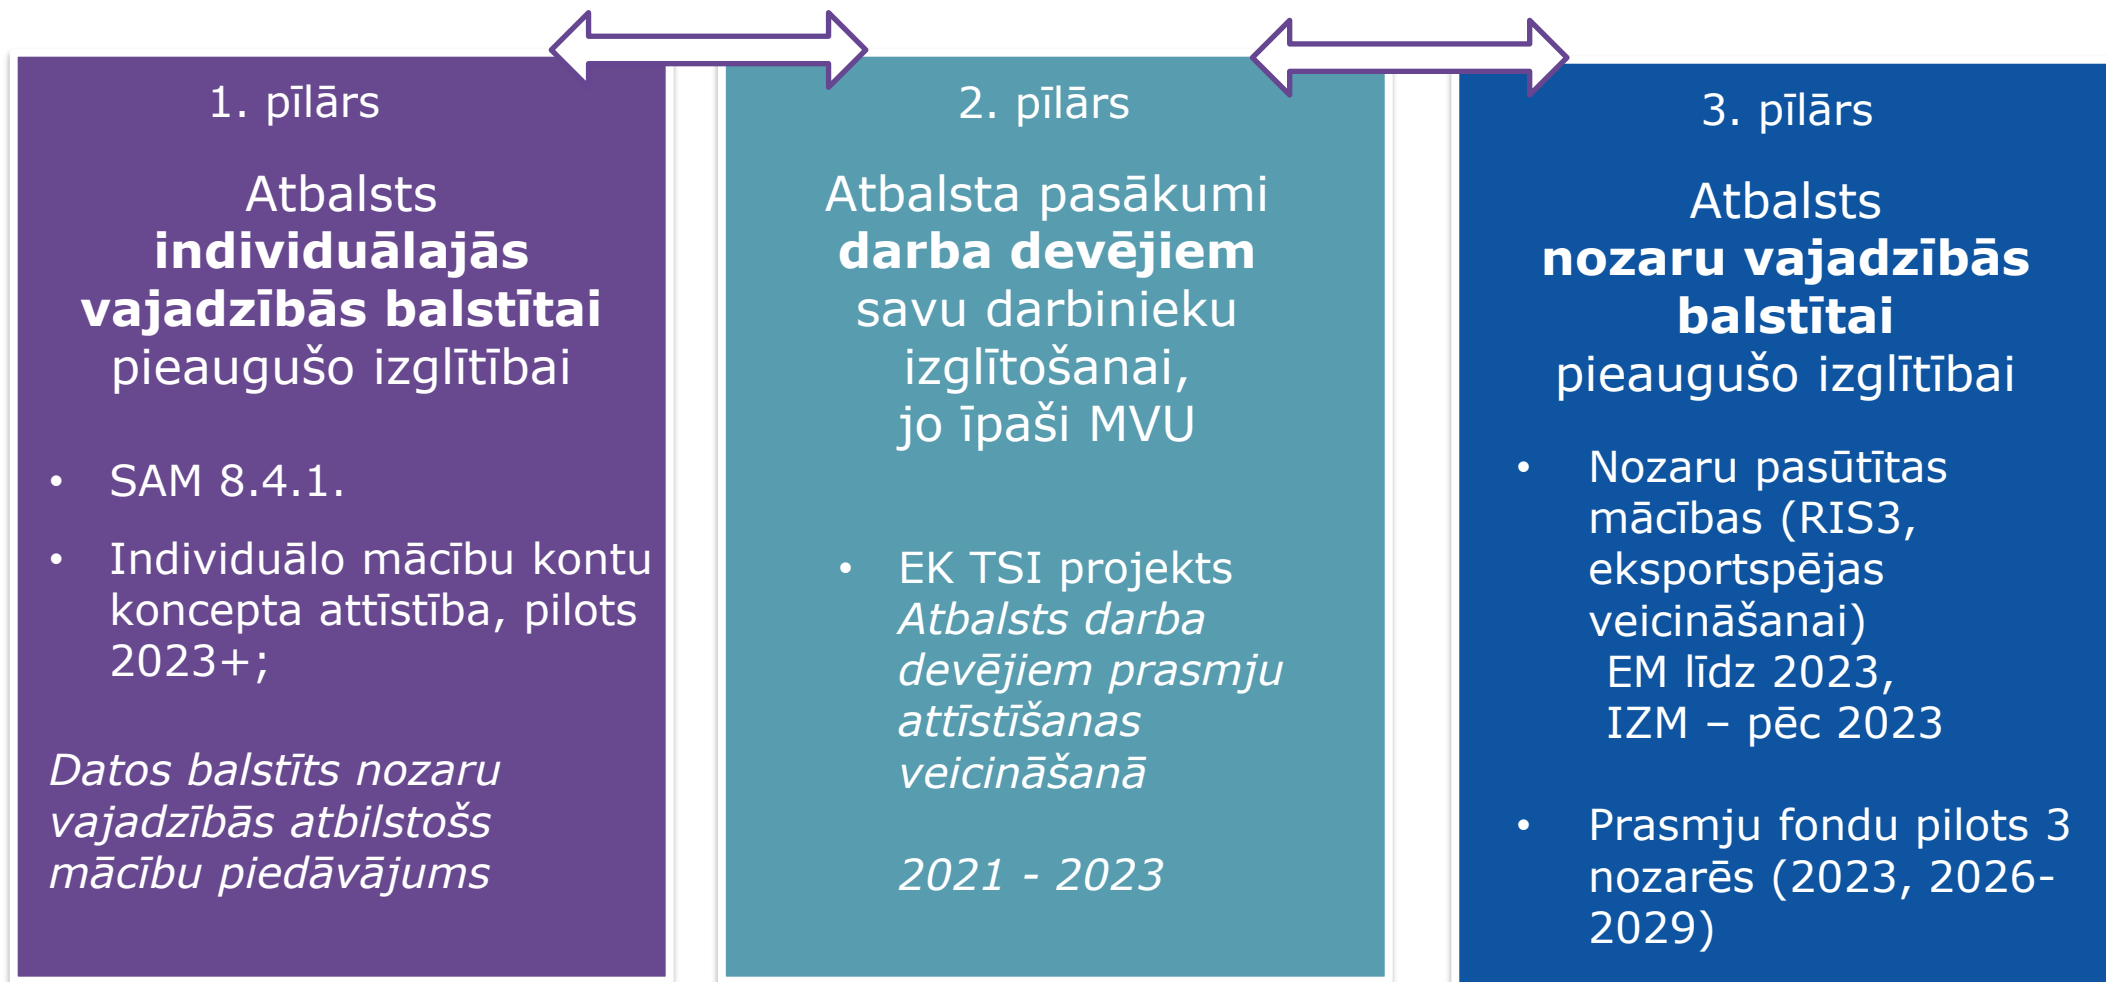 1. pīlārs
Atbalsts
individuālajās
vajadzībās balstītai
pieaugušo izglītībai
• SAM 8.4.1.
• Individuālo mācību kontu
koncepta attīstība, pilots
2023+;
Datos balstīts nozaru
vajadzībās atbilstošs
mācību piedāvājums
2. pīlārs
Atbalsta pasākumi
darba devējiem
savu darbinieku
izglītošanai,
jo īpaši MVU
• EK TSI projekts
Atbalsts darba
devējiem prasmju
attīstīšanas
veicināšanā
2021 - 2023
3. pīlārs
Atbalsts
nozaru vajadzībās
balstītai
pieaugušo izglītībai
• Nozaru pasūtītas
mācības (RIS3,
eksportspējas
veicināšanai)
EM līdz 2023,
IZM – pēc 2023
• Prasmju fondu pilots 3
nozarēs (2023, 2026-
2029)